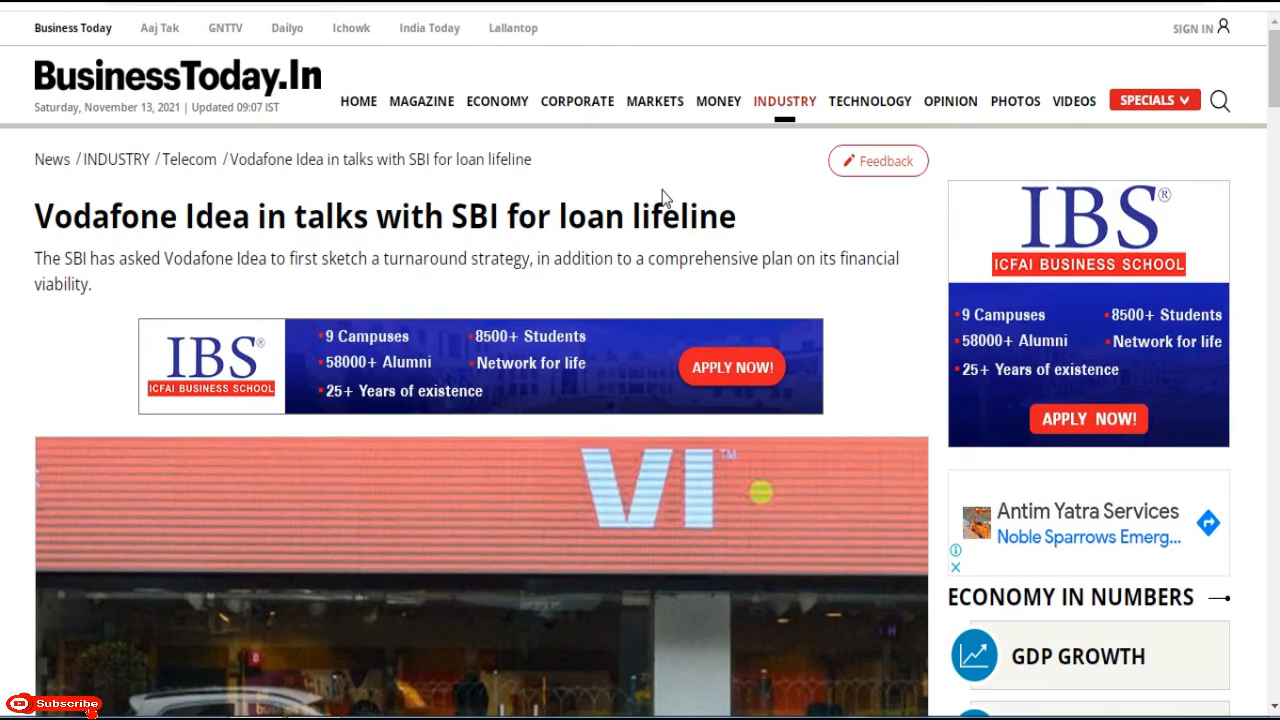 Business Today Aaj Tak GNTTV Dailyo Ichowk India Today Lallantop SIGN IN
BusinessToday.In
Saturday, November 13, 2021 | Updated 09:07 IST
HOME MAGAZINE ECONOMY CORPORATE MARKETS MONEY INDUSTRY TECHNOLOGY OPINION PHOTOS VIDEOS SPECIALS
News / INDUSTRY / Telecom / Vodafone Idea in talks with SBI for loan lifeline
Feedback
Vodafone Idea in talks with SBI for loan lifeline
The SBI has asked Vodafone Idea to first sketch a turnaround strategy, in addition to a comprehensive plan on its financial
viability.
IBS®
ICFAI BUSINESS SCHOOL
9 Campuses 8500+ Students
58000+ Alumni Network for life
25+ Years of existence
APPLY NOW!
VI™
IBS®
ICFAI BUSINESS SCHOOL
9 Campuses 8500+ Students
58000+ Alumni Network for life
25+ Years of existence
APPLY NOW!
Antim Yatra Services
Noble Sparrows Emerg...
ECONOMY IN NUMBERS
GDP GROWTH
Subscribe